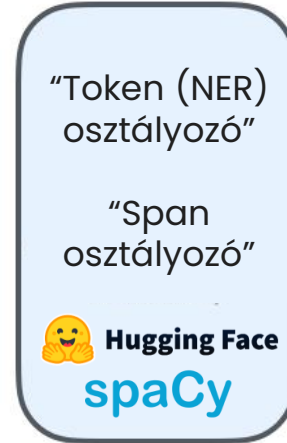 “Token (NER)
osztályozó”
“Span
osztályozó”
Hugging Face
spaCy